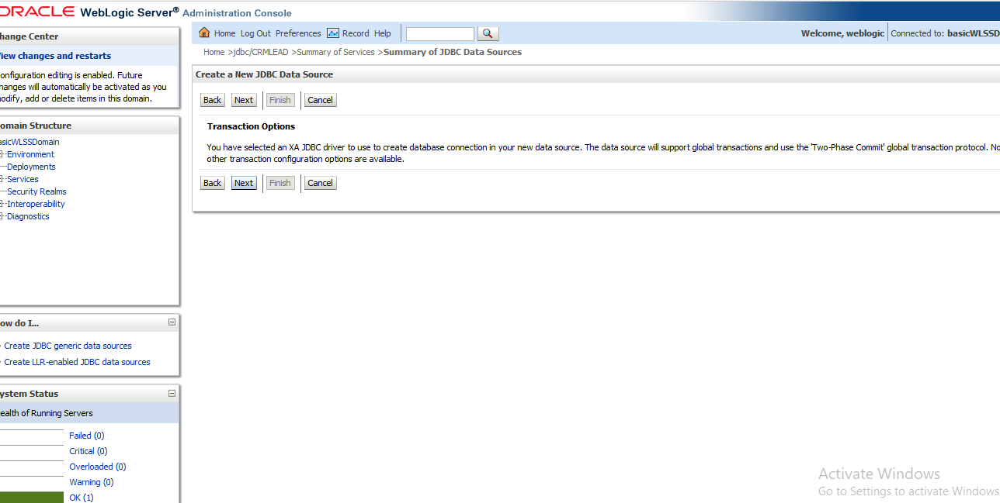 ORACLE WebLogic Server® Administration Console
hange Center
iew changes and restarts
onfiguration editing is enabled. Future
hanges will automatically be activated as you
odify, add or delete items in this domain.
omain Structure
asicWLSSDomain
Environment
Deployments
Services
Security Realms
Interoperability
Diagnostics
ow do I...
Create JDBC generic data sources
Create LLR-enabled JDBC data sources
ystem Status
ealth of Running Servers
Failed (0)
Critical (0)
Overloaded (0)
Warning (0)
OK (1)
Home Log Out Preferences Record Help
Welcome, weblogic Connected to: basicWLSSD
Home >jdbc/CRMLEAD >Summary of Services >Summary of JDBC Data Sources
Create a New JDBC Data Source
Back Next Finish Cancel
Transaction Options
You have selected an XA JDBC driver to use to create database connection in your new data source. The data source will support global transactions and use the 'Two-Phase Commit' global transaction protocol. No
other transaction configuration options are available.
Back Next Finish Cancel
Activate Windows
Go to Settings to activate Windows